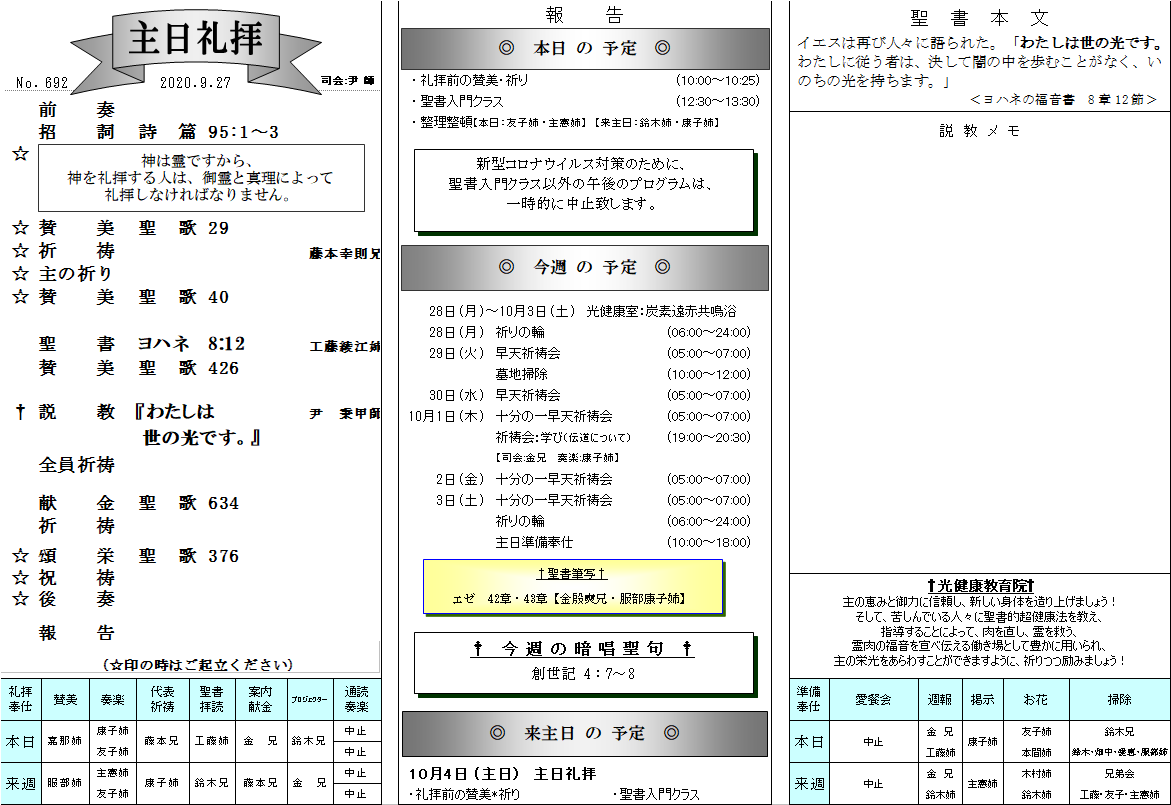 主日礼拝
No. 692 2020.9.27 司会:尹 師
前 奏
招 詞 詩 篇 95:1～3
☆
神は霊ですから、
神を礼拝する人は、御霊と真理によって
礼拝しなければなりません。
☆ 賛 美 聖 歌 29
☆ 祈 祷 藤本幸則兄
☆ 主の祈り
☆ 賛 美 聖 歌 40
聖 書 ヨハネ 8:12 工藤綾江姉
賛 美 聖 歌 426
† 説 教 『わたしは 尹 秉甲師
世の光です。』
全員祈祷
献 金 聖 歌 634
祈 祷
☆ 頌 栄 聖 歌 376
☆ 祝 祷
☆ 後 奏
報 告
(☆印の時はご起立ください)
礼拝奉仕 賛美 奏楽 代表祈祷 聖書拝読 案内献金 プロジェクター 通読奏楽
本日 嘉那姉 康子姉 友子姉 藤本兄 工藤姉 金 兄 鈴木兄 中止 中止
来週 服部姉 主憲姉 友子姉 康子姉 鈴木兄 藤本兄 金 兄 中止 中止
報 告
◎ 本日 の 予定 ◎
・礼拝前の賛美・祈り (10:00～10:25)
・聖書入門クラス (12:30～13:30)
・整理整頓【本日：友子姉・主憲姉】【来主日：鈴木姉・康子姉】
新型コロナウイルス対策のために、
聖書入門クラス以外の午後のプログラムは、
一時的に中止致します。
◎ 今週 の 予定 ◎
28日(月)～10月3日(土) 光健康室：炭素遠赤共鳴浴
28日(月) 祈りの輪 (06:00～24:00)
29日(火) 早天祈祷会 (05:00～07:00)
墓地掃除 (10:00～12:00)
30日(水) 早天祈祷会 (05:00～07:00)
10月1日(木) 十分の一早天祈祷会 (05:00～07:00)
祈祷会：学び(伝道について) (19:00～20:30)
【司会:金兄 奏楽:康子姉】
2日(金) 十分の一早天祈祷会 (05:00～07:00)
3日(土) 十分の一早天祈祷会 (05:00～07:00)
祈りの輪 (06:00～24:00)
主日準備奉仕 (10:00～18:00)
†聖書筆写†
エゼ 42章・43章【金殷奭兄・服部康子姉】
† 今週の暗唱聖句 †
創世記 4：7～8
◎ 来主日 の 予定 ◎
10月4日(主日) 主日礼拝
・礼拝前の賛美*祈り ・聖書入門クラス
聖 書 本 文
イエスは再び人々に語られた。「わたしは世の光です。
わたしに従う者は、決して闇の中を歩むことがなく、い
のちの光を持ちます。」
＜ヨハネの福音書 8章12節＞
説 教 メ モ
†光健康教育院†
主の恵みと御力に信頼し、新しい身体を造り上げましょう！
そして、苦しんでいる人々に聖書的超健康法を教え、
指導することによって、肉を直し、霊を救う、
霊肉の福音を宣べ伝える働き場として豊かに用いられ、
主の栄光をあらわすことができますように、祈りつつ励みましょう！
準備奉仕 愛餐会 週報 掲示 お花 掃除
本日 中止 金 兄 工藤姉 康子姉 友子姉 本間姉 鈴木兄 鈴木・畑中・愛恵・服部姉
来週 中止 金 兄 鈴木姉 主憲姉 木村姉 鈴木姉 兄弟会 工藤・友子・主憲姉